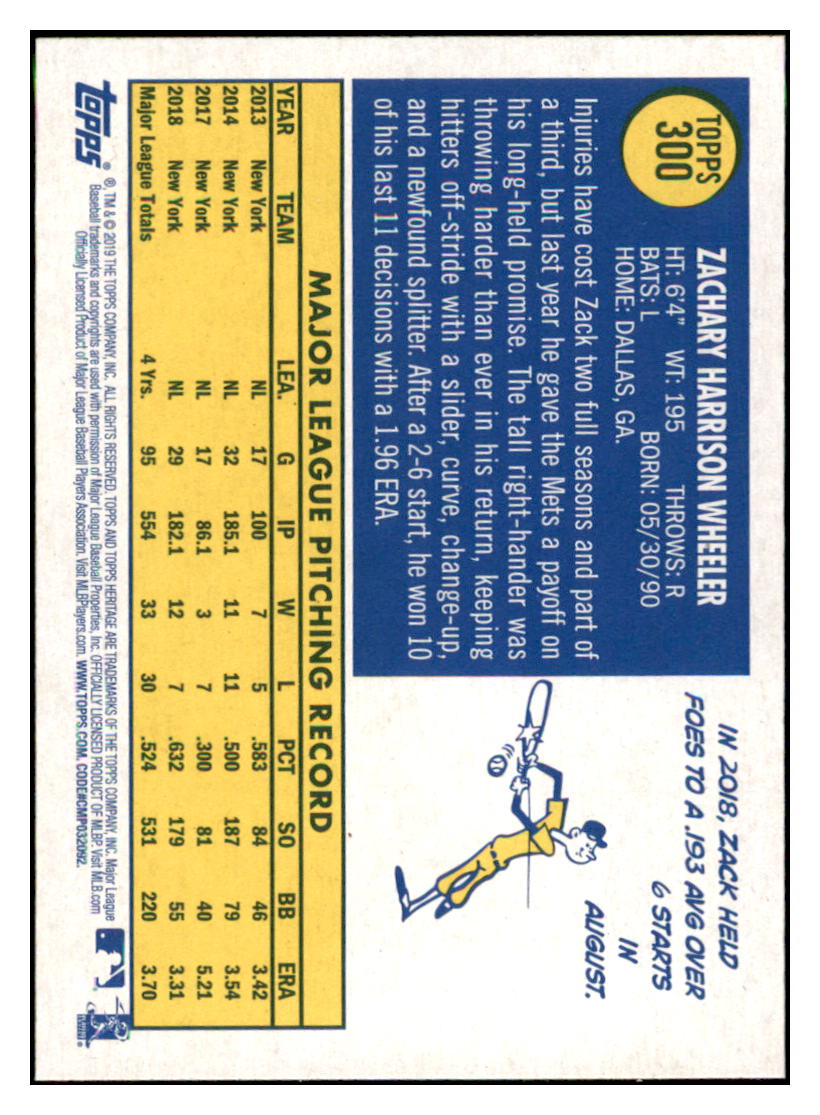 TOPPS
300
ZACHARY HARRISON WHEELER
HT: 6'4" WT: 195 THROWS: R
BATS: L BORN: 05/30/90
HOME: DALLAS, GA.
Injuries have cost Zack two full seasons and part of
a third, but last year he gave the Mets a payoff on
his long-held promise. The tall right-hander was
throwing harder than ever in his return, keeping
hitters off-stride with a slider, curve, change-up,
and a newfound splitter. After a 2-6 start, he won 10
of his last 11 decisions with a 1.96 ERA.
IN 2018, ZACK HELD
FOES TO A .193 AVG OVER
6 STARTS
IN
AUGUST.
MAJOR LEAGUE PITCHING RECORD
YEAR TEAM LEA. G IP W L PCT SO BB ERA
2013 New York NL 17 100 7 5 .583 84 46 3.42
2014 New York NL 32 185.1 11 11 .500 187 79 3.54
2017 New York NL 17 86.1 3 7 .300 81 40 5.21
2018 New York NL 29 182.1 12 7 .632 179 55 3.31
Major League Totals 4 Yrs. 95 554 33 30 .524 531 220 3.70
topps®
®, TM & © 2019 THE TOPPS COMPANY, INC. ALL RIGHTS RESERVED. TOPPS AND TOPPS HERITAGE ARE TRADEMARKS OF THE TOPPS COMPANY, INC. Major League
Baseball trademarks and copyrights are used with permission of Major League Baseball Properties, Inc. OFFICIALLY LICENSED PRODUCT OF MLBP. Visit MLB.com
Officially Licensed Product of Major League Baseball Players Association. Visit MLBPlayers.com. WWW.TOPPS.COM. CODE#CMP032092.